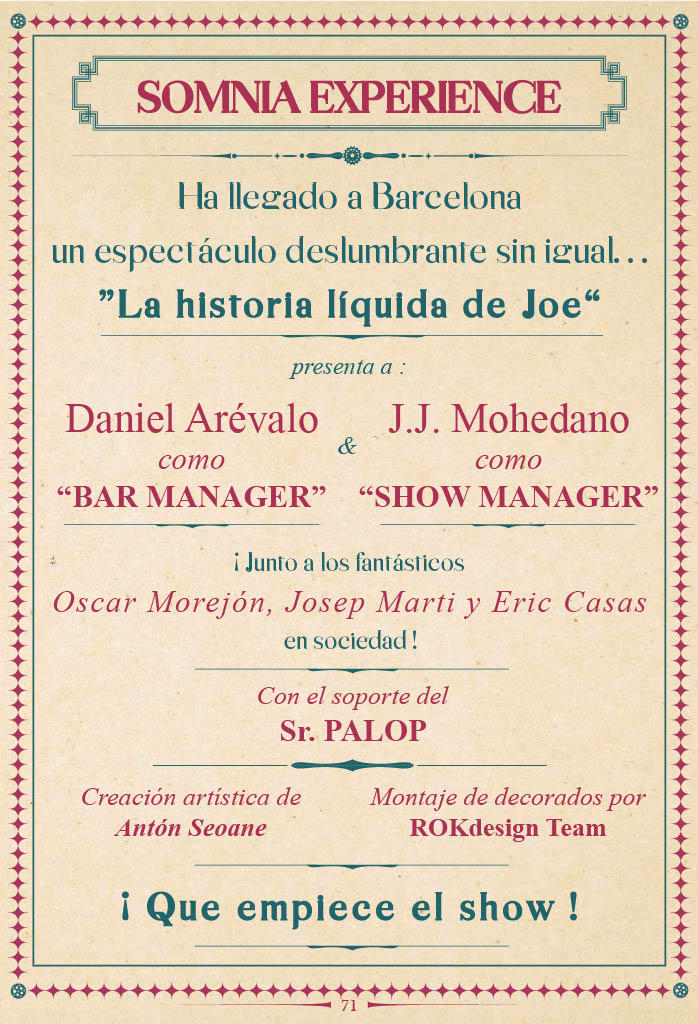 SOMNIA EXPERIENCE
Ha llegado a Barcelona
un espectáculo deslumbrante sin igual...
”La historia líquida de Joe“
presenta a :
Daniel Arévalo & J.J. Mohedano
como como
“BAR MANAGER” “SHOW MANAGER”
¡ Junto a los fantásticos
Oscar Morejón, Josep Marti y Eric Casas
en sociedad !
Con el soporte del
Sr. PALOP
Creación artística de Montaje de decorados por
Antón Seoane ROKdesign Team
¡ Que empiece el show !
71